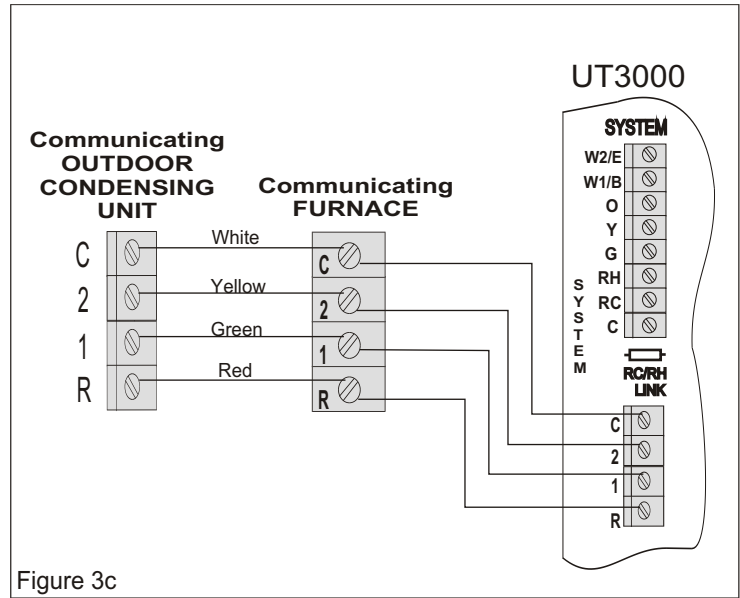 UT3000
SYSTEM
W2/E
W1/B
O
Y
G
RH
RC
C
SYSTEM
RC/RH
LINK
C
2
1
R
Communicating
OUTDOOR
CONDENSING
UNIT
C
2
1
R
White
Yellow
Green
Red
Communicating
FURNACE
C
2
1
R
Figure 3c